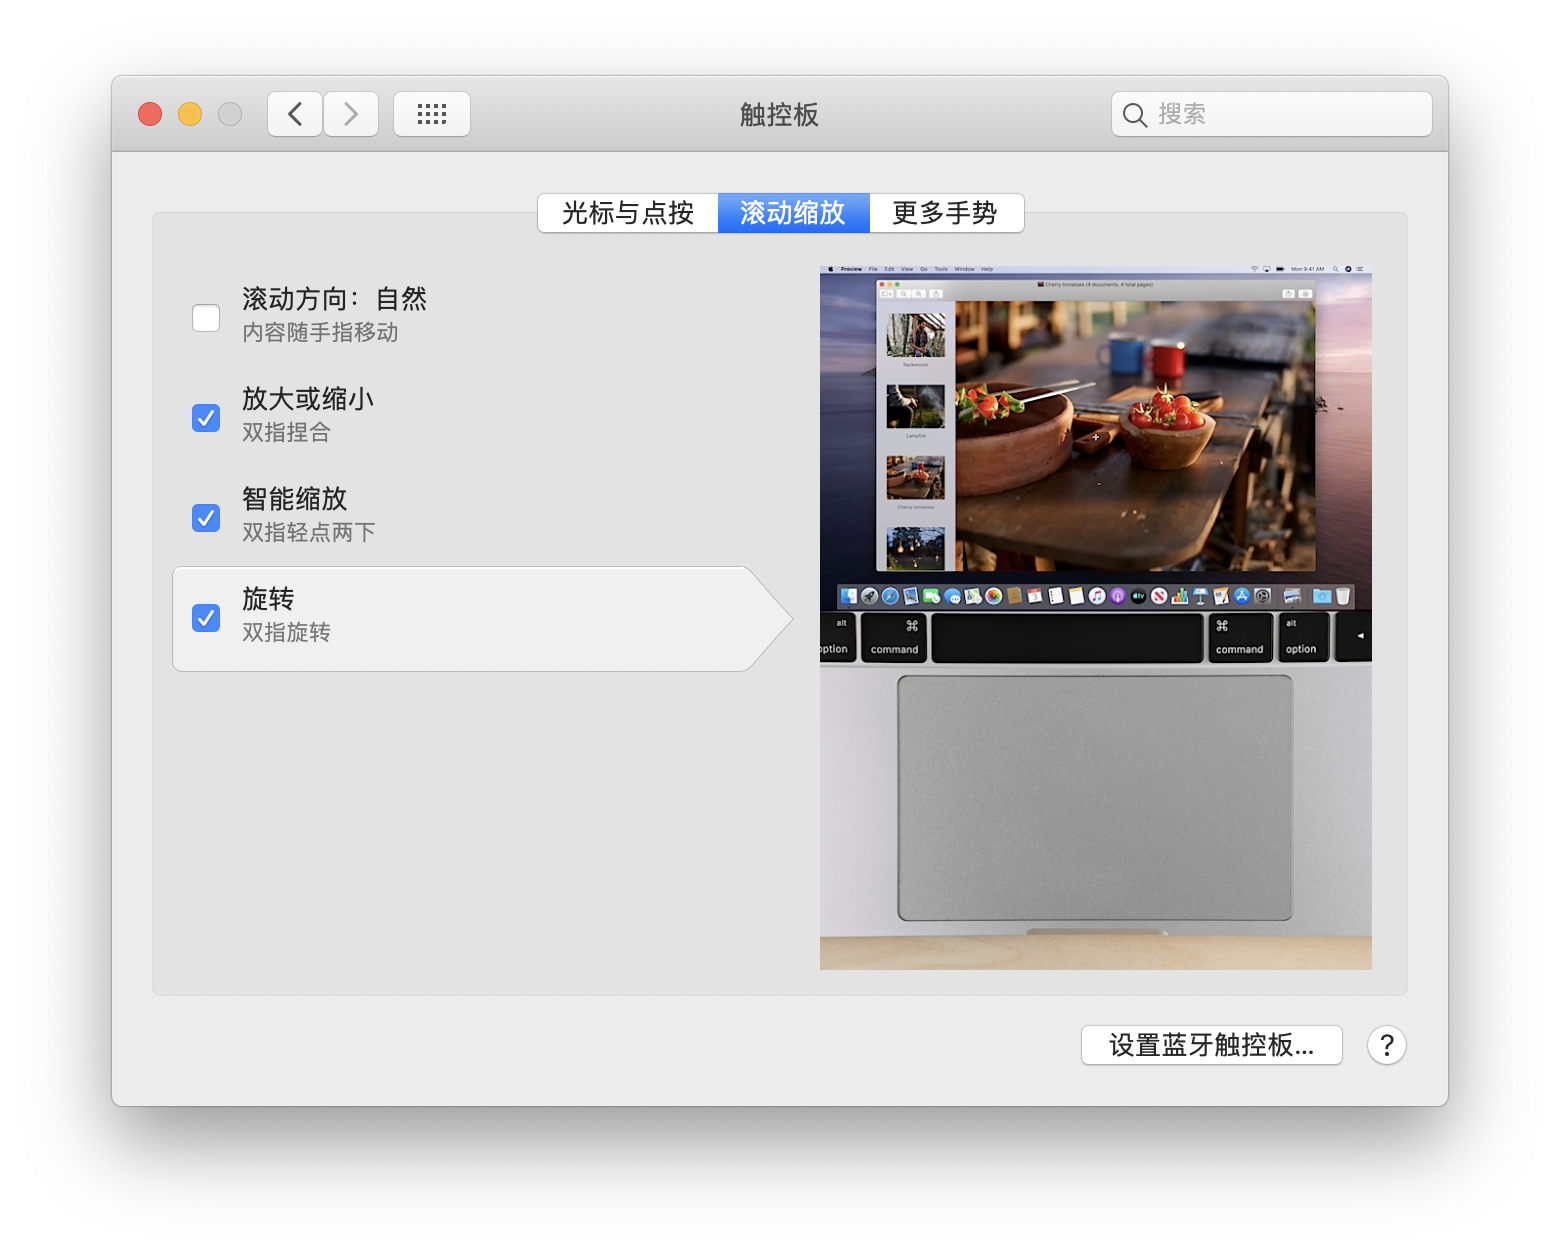 触控板
搜索
光标与点按 滚动缩放 更多手势
滚动方向：自然
内容随手指移动
放大或缩小
双指捏合
智能缩放
双指轻点两下
旋转
双指旋转
Preview File Edit View Go Tools Window Help Mon 9:41 AM
Cherry tomatoes (4 documents, 4 total pages)
Backwoods
Campfire
Cherry tomatoes
alt alt
option command command option
设置蓝牙触控板...
?